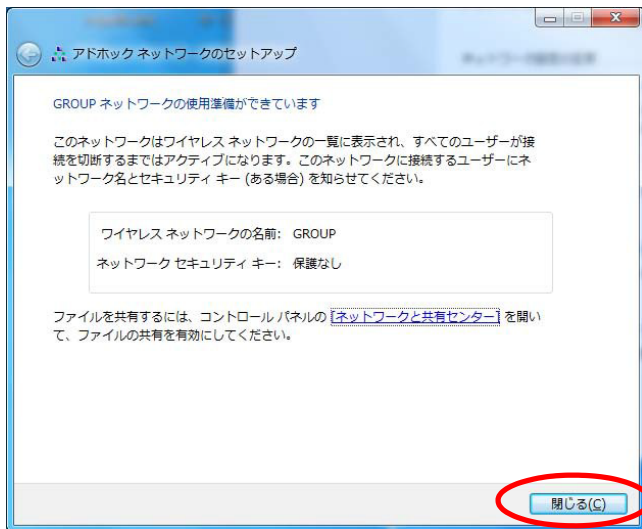 アドホック ネットワークのセットアップ
GROUP ネットワークの使用準備ができています
このネットワークはワイヤレス ネットワークの一覧に表示され、すべてのユーザーが接
続を切断するまではアクティブになります。このネットワークに接続するユーザーにネ
ットワーク名とセキュリティ キー (ある場合) を知らせてください。
ワイヤレス ネットワークの名前: GROUP
ネットワーク セキュリティ キー: 保護なし
ファイルを共有するには、コントロール パネルの [ネットワークと共有センター] を開い
て、ファイルの共有を有効にしてください。
閉じる(C)